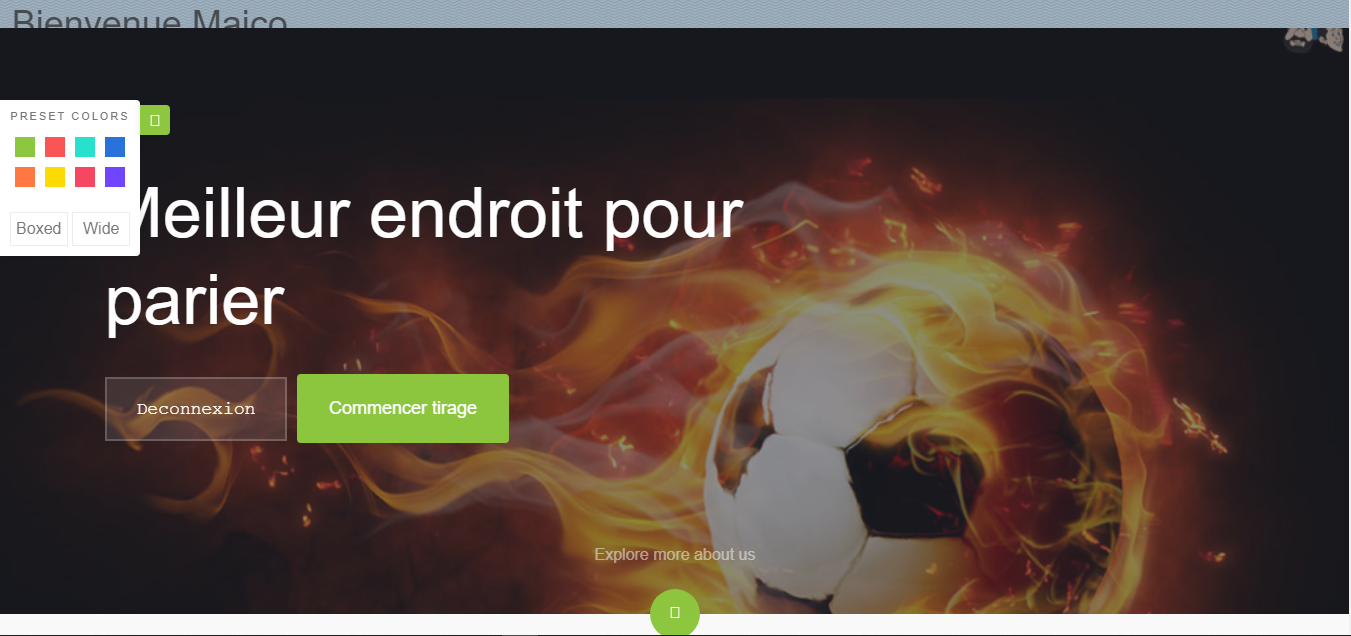 Bienvenue Maico
PRESET COLORS
Boxed Wide
Meilleur endroit pour
parier
Deconnexion
Commencer tirage
Explore more about us